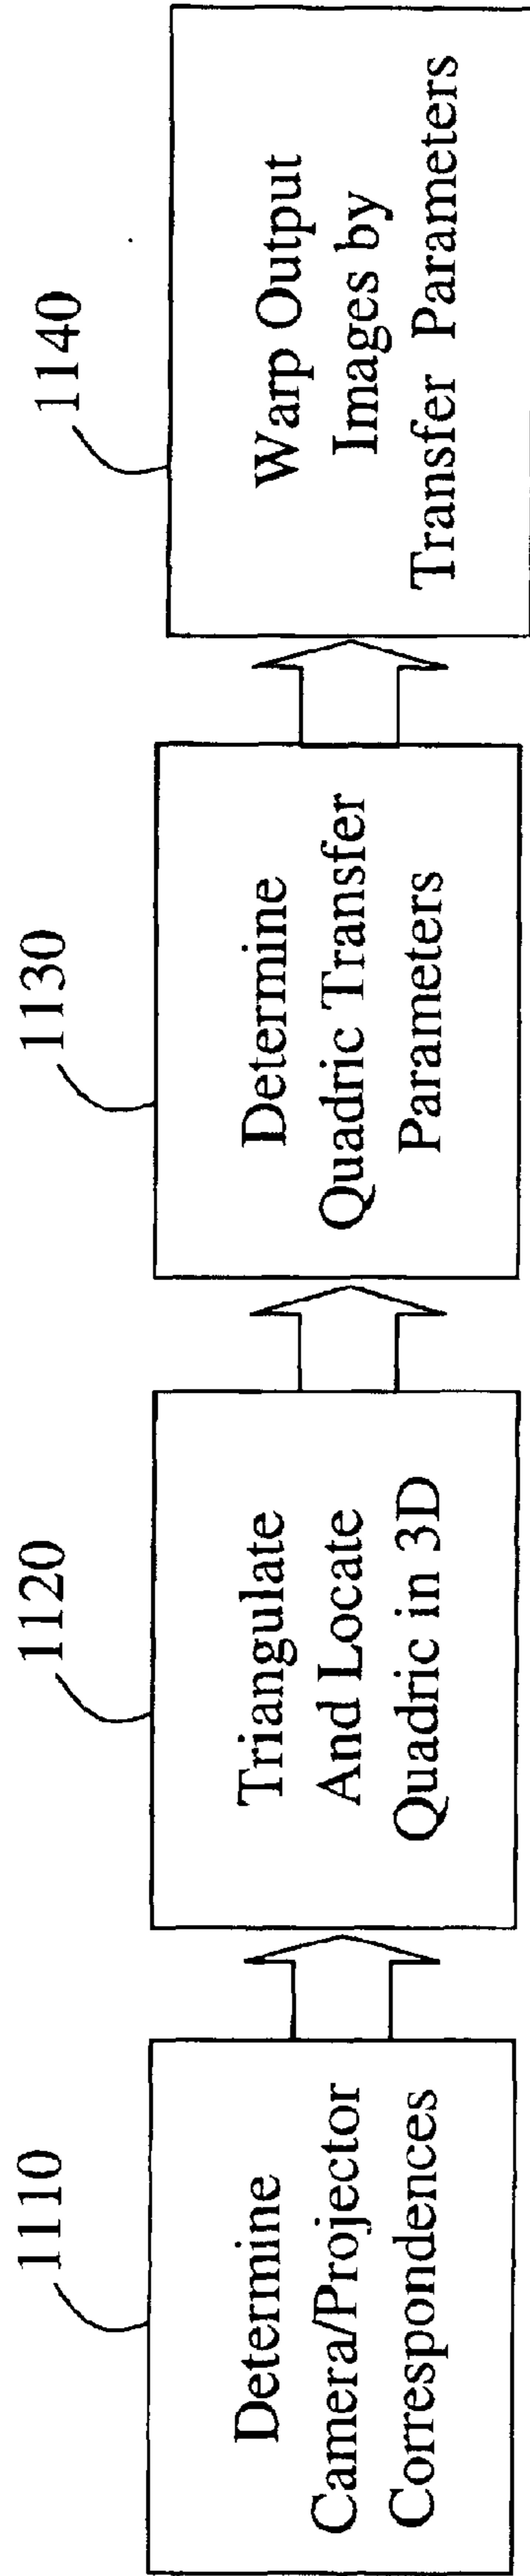 1110
Determine
Camera/Projector
Correspondences
1120
Triangulate
And Locate
Quadric in 3D
1130
Determine
Quadric Transfer
Parameters
1140
Warp Output
Images by
Transfer Parameters